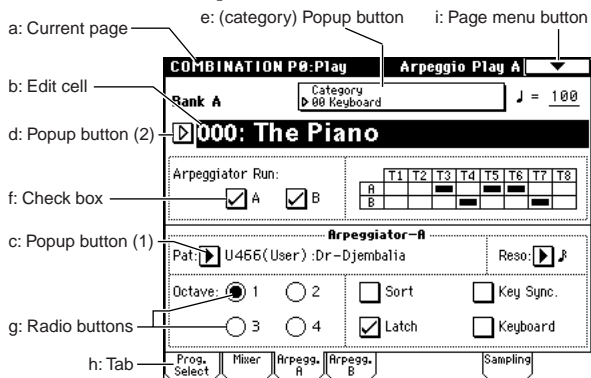 e: (category) Popup button
i: Page menu button
a: Current page
COMBINATION P0:Play
Arpeggio Play A
b: Edit cell
Bank A
Category
00 Keyboard
♩ = 100
d: Popup button (2)
000: The Piano
Arpeggiator Run:
T1 T2 T3 T4 T5 T6 T7 T8
f: Check box
A
B
A
B
Arpeggiator-A
c: Popup button (1)
Pat: U466(User) :Dr-Djembalia
Reso: ♪
Octave: 1 2
Sort
Key Sync.
g: Radio buttons
3 4
Latch
Keyboard
h: Tab
Prog. Select
Mixer
Arpegg. A
Arpegg. B
Sampling